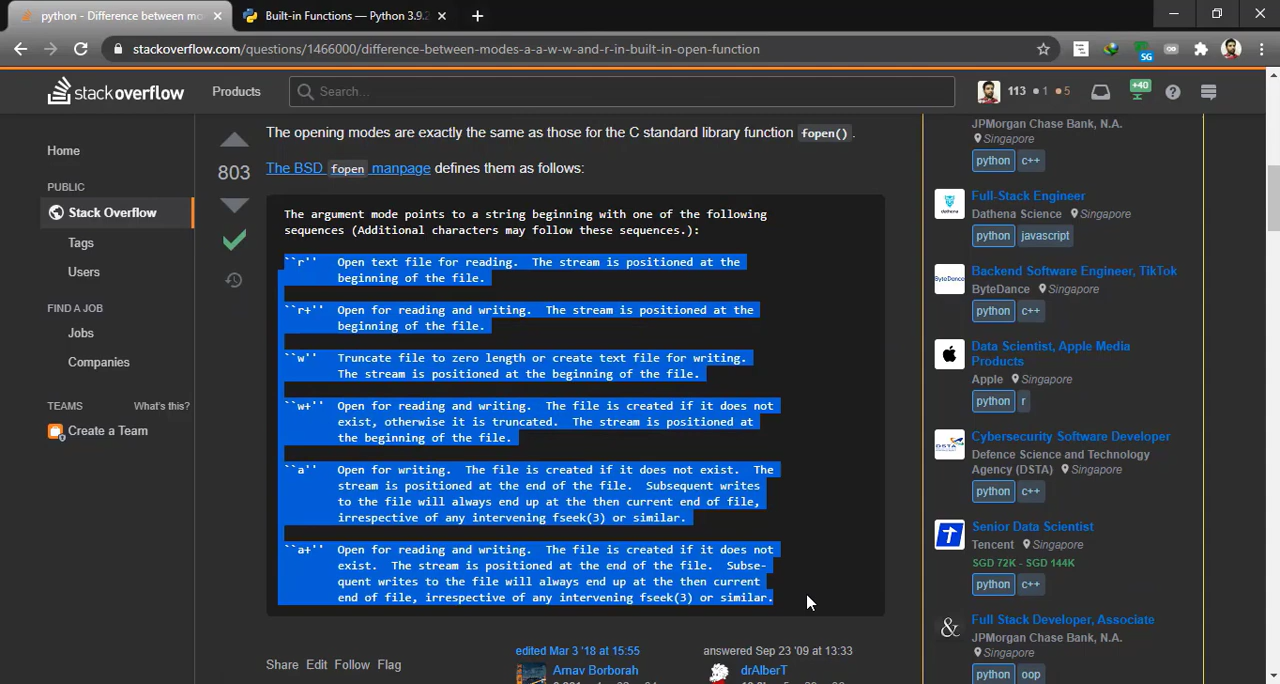 python - Difference between mo
Built-in Functions — Python 3.9.2
stackoverflow.com/questions/1466000/difference-between-modes-a-a-w-w-and-r-in-built-in-open-function
SG
stackoverflow
Products
Search...
113 1 5
+40
Home
PUBLIC
Stack Overflow
Tags
Users
FIND A JOB
Jobs
Companies
TEAMS
What's this?
Create a Team
803
The opening modes are exactly the same as those for the C standard library function fopen() .
The BSD fopen manpage defines them as follows:
The argument mode points to a string beginning with one of the following
sequences (Additional characters may follow these sequences.):
``r'' Open text file for reading. The stream is positioned at the
beginning of the file.
``r+'' Open for reading and writing. The stream is positioned at the
beginning of the file.
``w'' Truncate file to zero length or create text file for writing.
The stream is positioned at the beginning of the file.
``w+'' Open for reading and writing. The file is created if it does not
exist, otherwise it is truncated. The stream is positioned at
the beginning of the file.
``a'' Open for writing. The file is created if it does not exist. The
stream is positioned at the end of the file. Subsequent writes
to the file will always end up at the then current end of file,
irrespective of any intervening fseek(3) or similar.
``a+'' Open for reading and writing. The file is created if it does not
exist. The stream is positioned at the end of the file. Subse-
quent writes to the file will always end up at the then current
end of file, irrespective of any intervening fseek(3) or similar.
Share Edit Follow Flag
edited Mar 3 '18 at 15:55
Arnav Borborah
answered Sep 23 '09 at 13:33
drAlberT
JPMorgan Chase Bank, N.A.
Singapore
python c++
Full-Stack Engineer
Dathena Science Singapore
python javascript
Backend Software Engineer, TikTok
ByteDance Singapore
python c++
Data Scientist, Apple Media
Products
Apple Singapore
python r
Cybersecurity Software Developer
Defence Science and Technology
Agency (DSTA) Singapore
python c++
Senior Data Scientist
Tencent Singapore
SGD 72K - SGD 144K
python c++
Full Stack Developer, Associate
JPMorgan Chase Bank, N.A.
Singapore
python oop